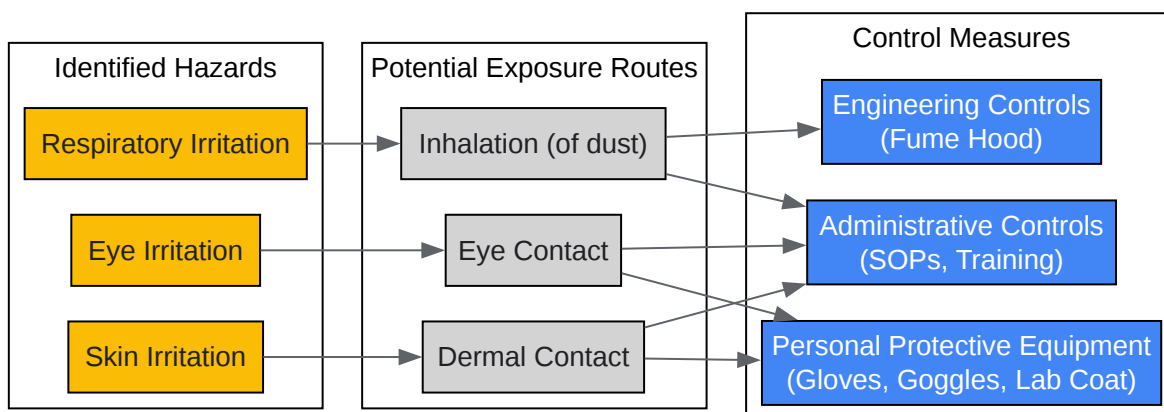 Identified Hazards
Respiratory Irritation
Eye Irritation
Skin Irritation
Potential Exposure Routes
Inhalation (of dust)
Eye Contact
Dermal Contact
Control Measures
Engineering Controls
(Fume Hood)
Administrative Controls
(SOPs, Training)
Personal Protective Equipment
(Gloves, Goggles, Lab Coat)